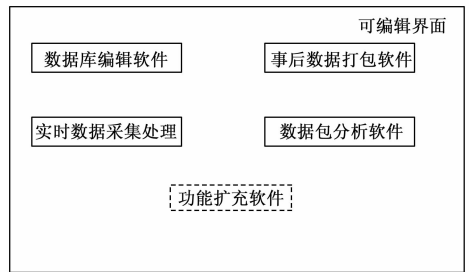 可编辑界面
数据库编辑软件
事后数据打包软件
实时数据采集处理
数据包分析软件
功能扩充软件